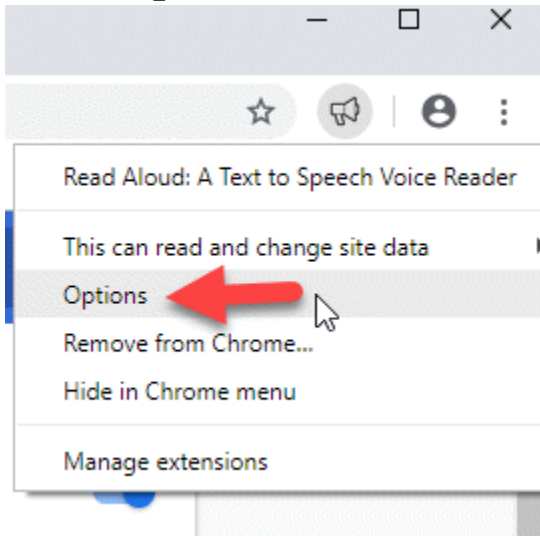 Read Aloud: A Text to Speech Voice Reader
This can read and change site data
Options
Remove from Chrome...
Hide in Chrome menu
Manage extensions